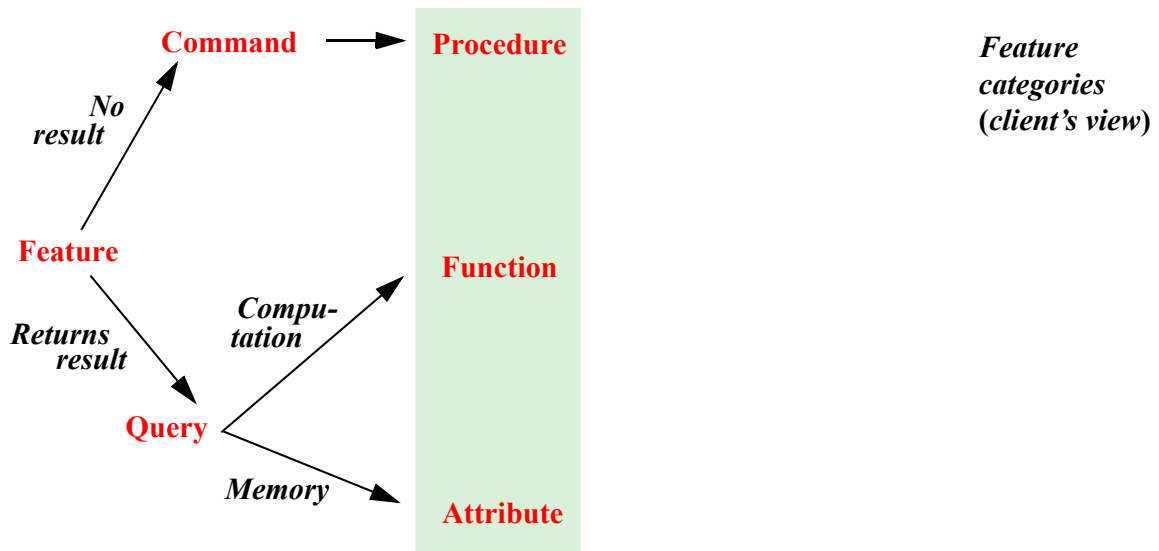 Command
Procedure
Feature
categories
(client’s view)
No
result
Feature
Function
Compu-
tation
Returns
result
Query
Memory
Attribute